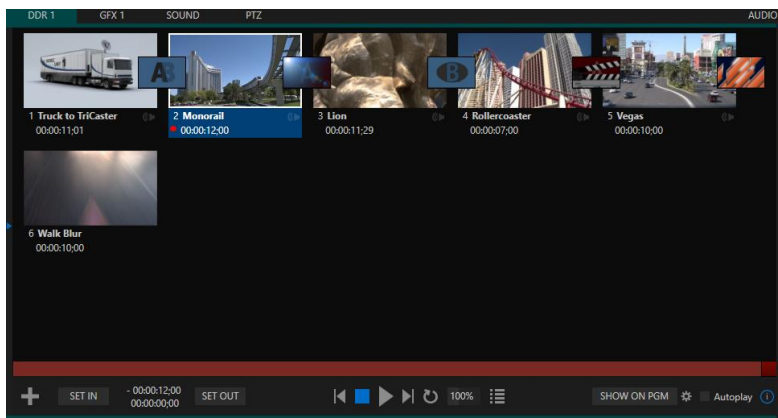 DDR 1 GFX 1 SOUND PTZ AUDIO
AB
B
1 Truck to TriCaster
00:00:11;01
2 Monorail
00:00:12;00
3 Lion
00:00:11;29
4 Rollercoaster
00:00:07;00
5 Vegas
00:00:10;00
6 Walk Blur
00:00:10;00
SET IN
- 00:00:12;00
00:00:00;00
SET OUT
100%
SHOW ON PGM
Autoplay